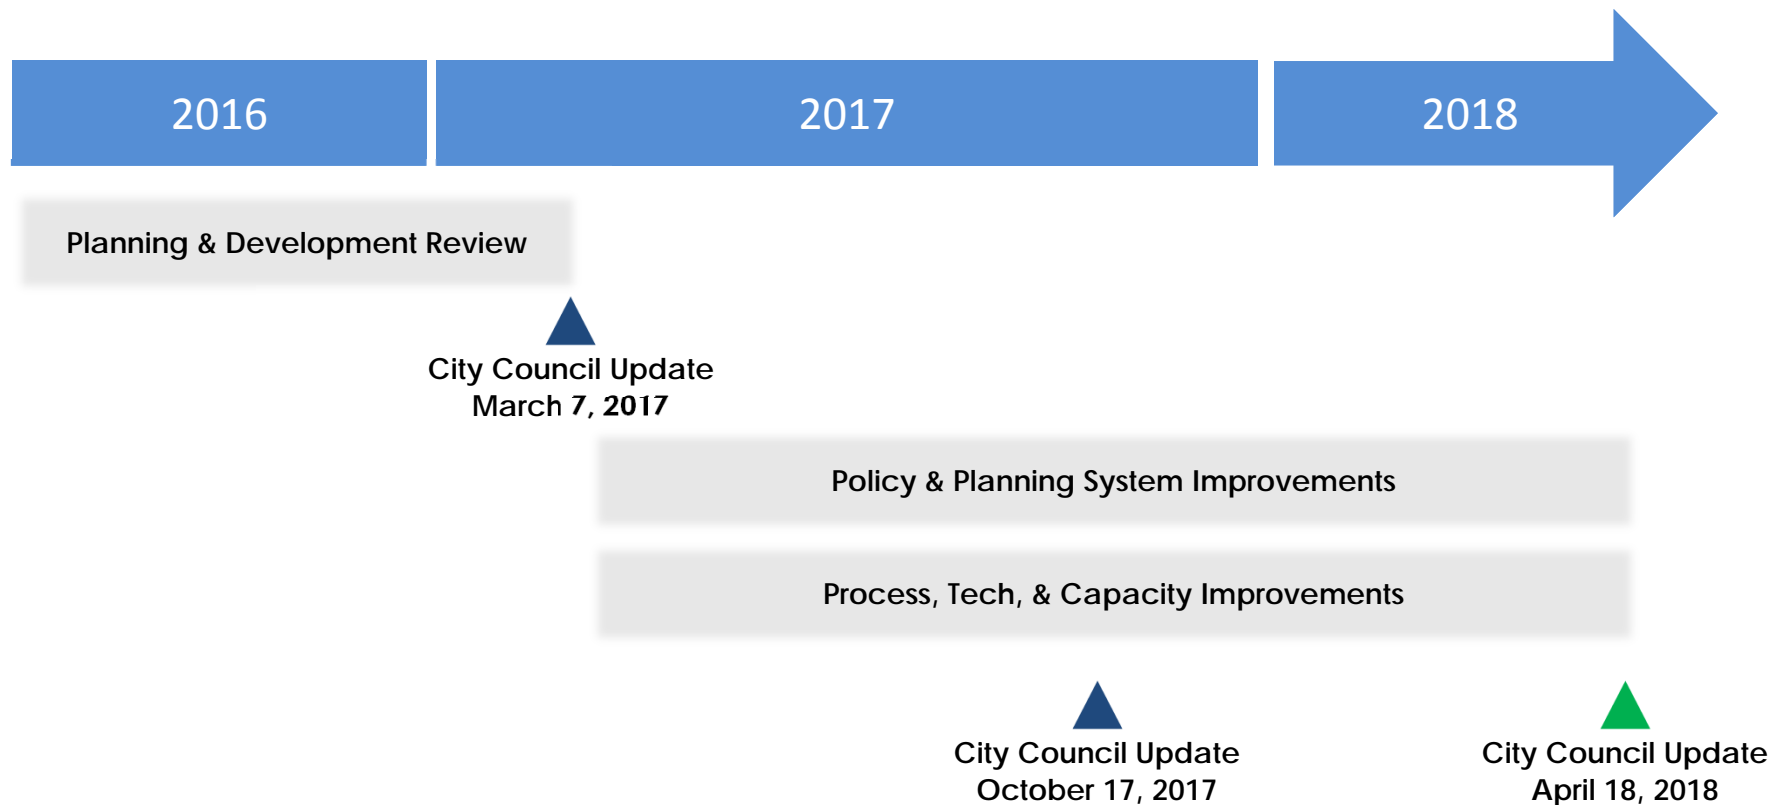 2016
2017
2018
Planning & Development Review
City Council Update
March 7, 2017
Policy & Planning System Improvements
Process, Tech, & Capacity Improvements
City Council Update
October 17, 2017
City Council Update
April 18, 2018